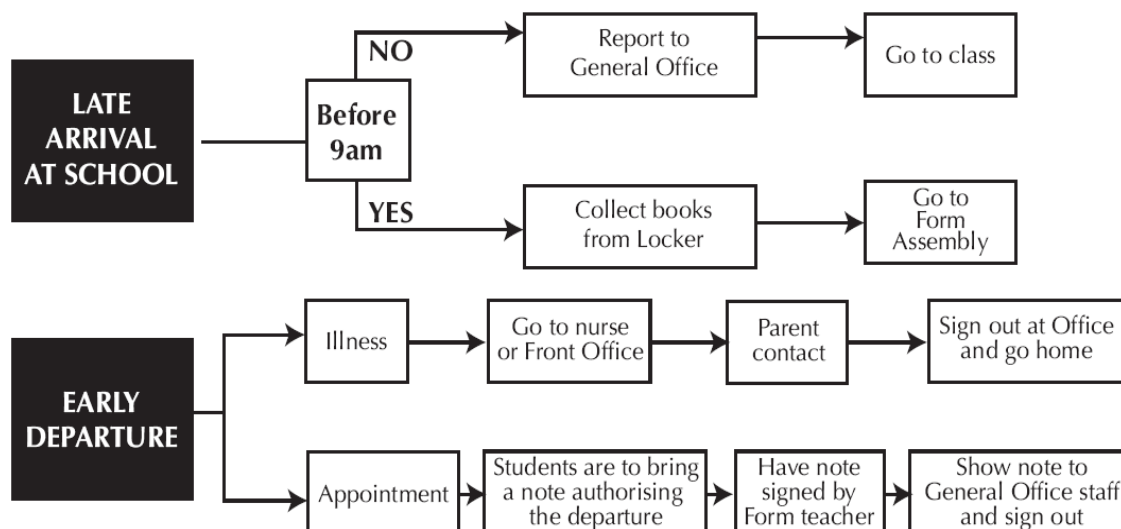 LATE
ARRIVAL
AT SCHOOL
Before
9am
NO
Report to
General Office
Go to class
YES
Collect books
from Locker
Go to
Form
Assembly
EARLY
DEPARTURE
Illness
Go to nurse
or Front Office
Parent
contact
Sign out at Office
and go home
Appointment
Students are to bring
a note authorising
the departure
Have note
signed by
Form teacher
Show note to
General Office staff
and sign out